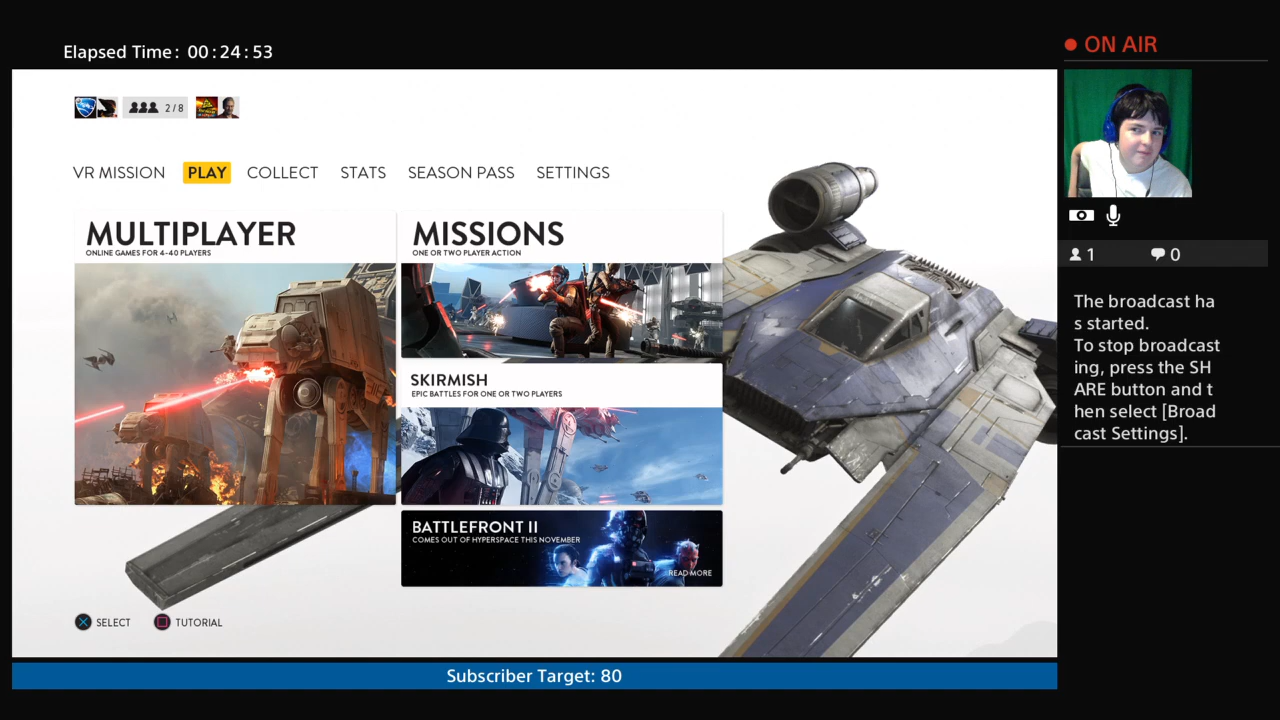 Elapsed Time: 00:24:53
ON AIR
2/8
VR MISSION PLAY COLLECT STATS SEASON PASS SETTINGS
MULTIPLAYER
ONLINE GAMES FOR 4-40 PLAYERS
MISSIONS
ONE OR TWO PLAYER ACTION
SKIRMISH
EPIC BATTLES FOR ONE OR TWO PLAYERS
BATTLEFRONT II
COMES OUT OF HYPERSPACE THIS NOVEMBER
READ MORE
SELECT TUTORIAL
1 0
The broadcast ha
s started.
To stop broadcast
ing, press the SH
ARE button and t
hen select [Broad
cast Settings].
Subscriber Target: 80